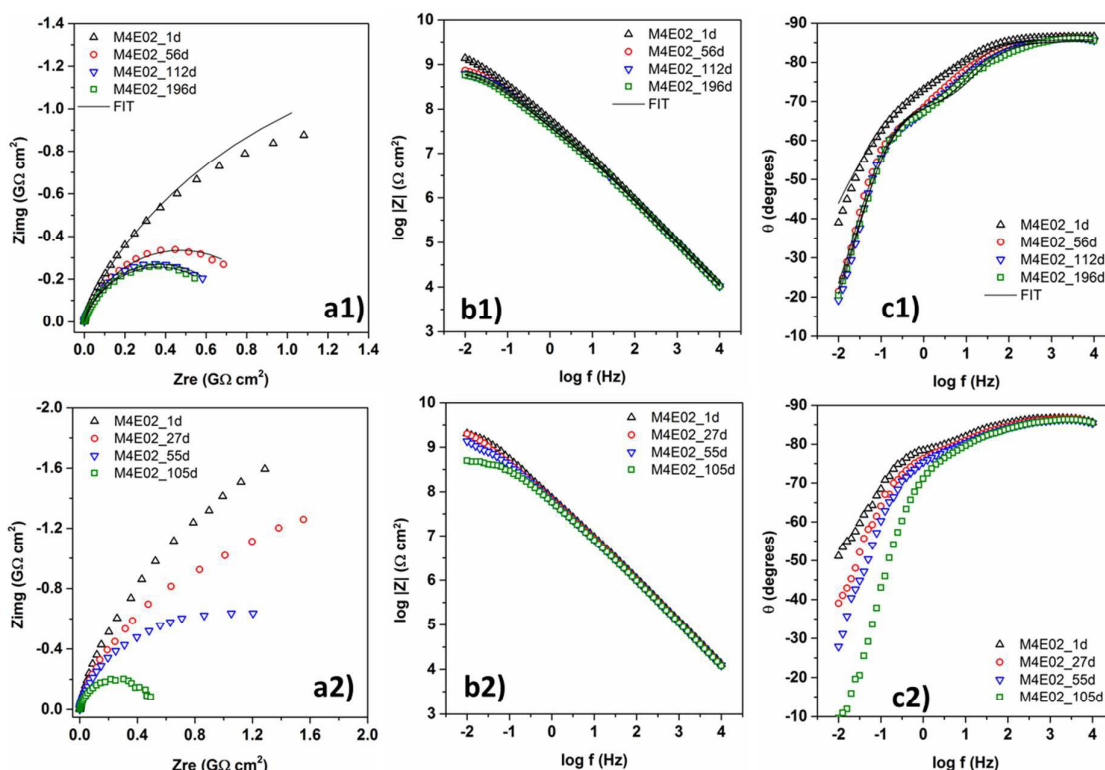 -1.4
-1.2
-1.0
-0.8
-0.6
-0.4
-0.2
0.0
Zimg (GΩ cm²)
M4E02_1d
M4E02_56d
M4E02_112d
M4E02_196d
FIT
a1)
0.0 0.2 0.4 0.6 0.8 1.0 1.2 1.4
Zre (GΩ cm²)
10
9
8
7
6
5
4
3
log |Z| (Ω cm²)
M4E02_1d
M4E02_56d
M4E02_112d
M4E02_196d
FIT
b1)
-2 -1 0 1 2 3 4
log f (Hz)
-90
-80
-70
-60
-50
-40
-30
-20
-10
θ (degrees)
M4E02_1d
M4E02_56d
M4E02_112d
M4E02_196d
FIT
c1)
-2 -1 0 1 2 3 4
log f (Hz)
-2.0
-1.6
-1.2
-0.8
-0.4
0.0
Zimg (GΩ cm²)
M4E02_1d
M4E02_27d
M4E02_55d
M4E02_105d
a2)
0.0 0.4 0.8 1.2 1.6 2.0
Zre (GΩ cm²)
10
9
8
7
6
5
4
3
log |Z| (Ω cm²)
M4E02_1d
M4E02_27d
M4E02_55d
M4E02_105d
b2)
-2 -1 0 1 2 3 4
log f (Hz)
-90
-80
-70
-60
-50
-40
-30
-20
-10
θ (degrees)
M4E02_1d
M4E02_27d
M4E02_55d
M4E02_105d
c2)
-2 -1 0 1 2 3 4
log f (Hz)